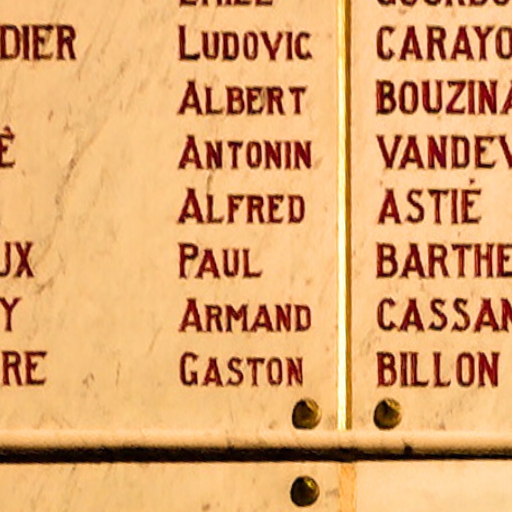 DIER LUDOVIC CARAYO
ALBERT BOUZINA
Ê ANTONIN VANDEV
ALFRED ASTIÉ
UX PAUL BARTHE
Y ARMAND CASSAN
RE GASTON BILLON